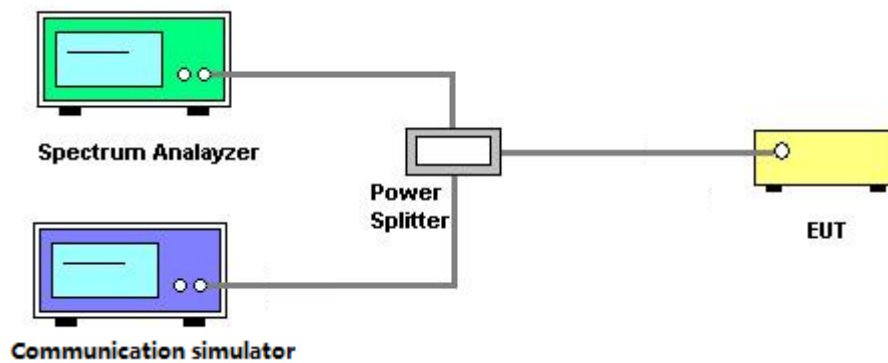 Spectrum Analayzer
Power
Splitter
EUT
Communication simulator